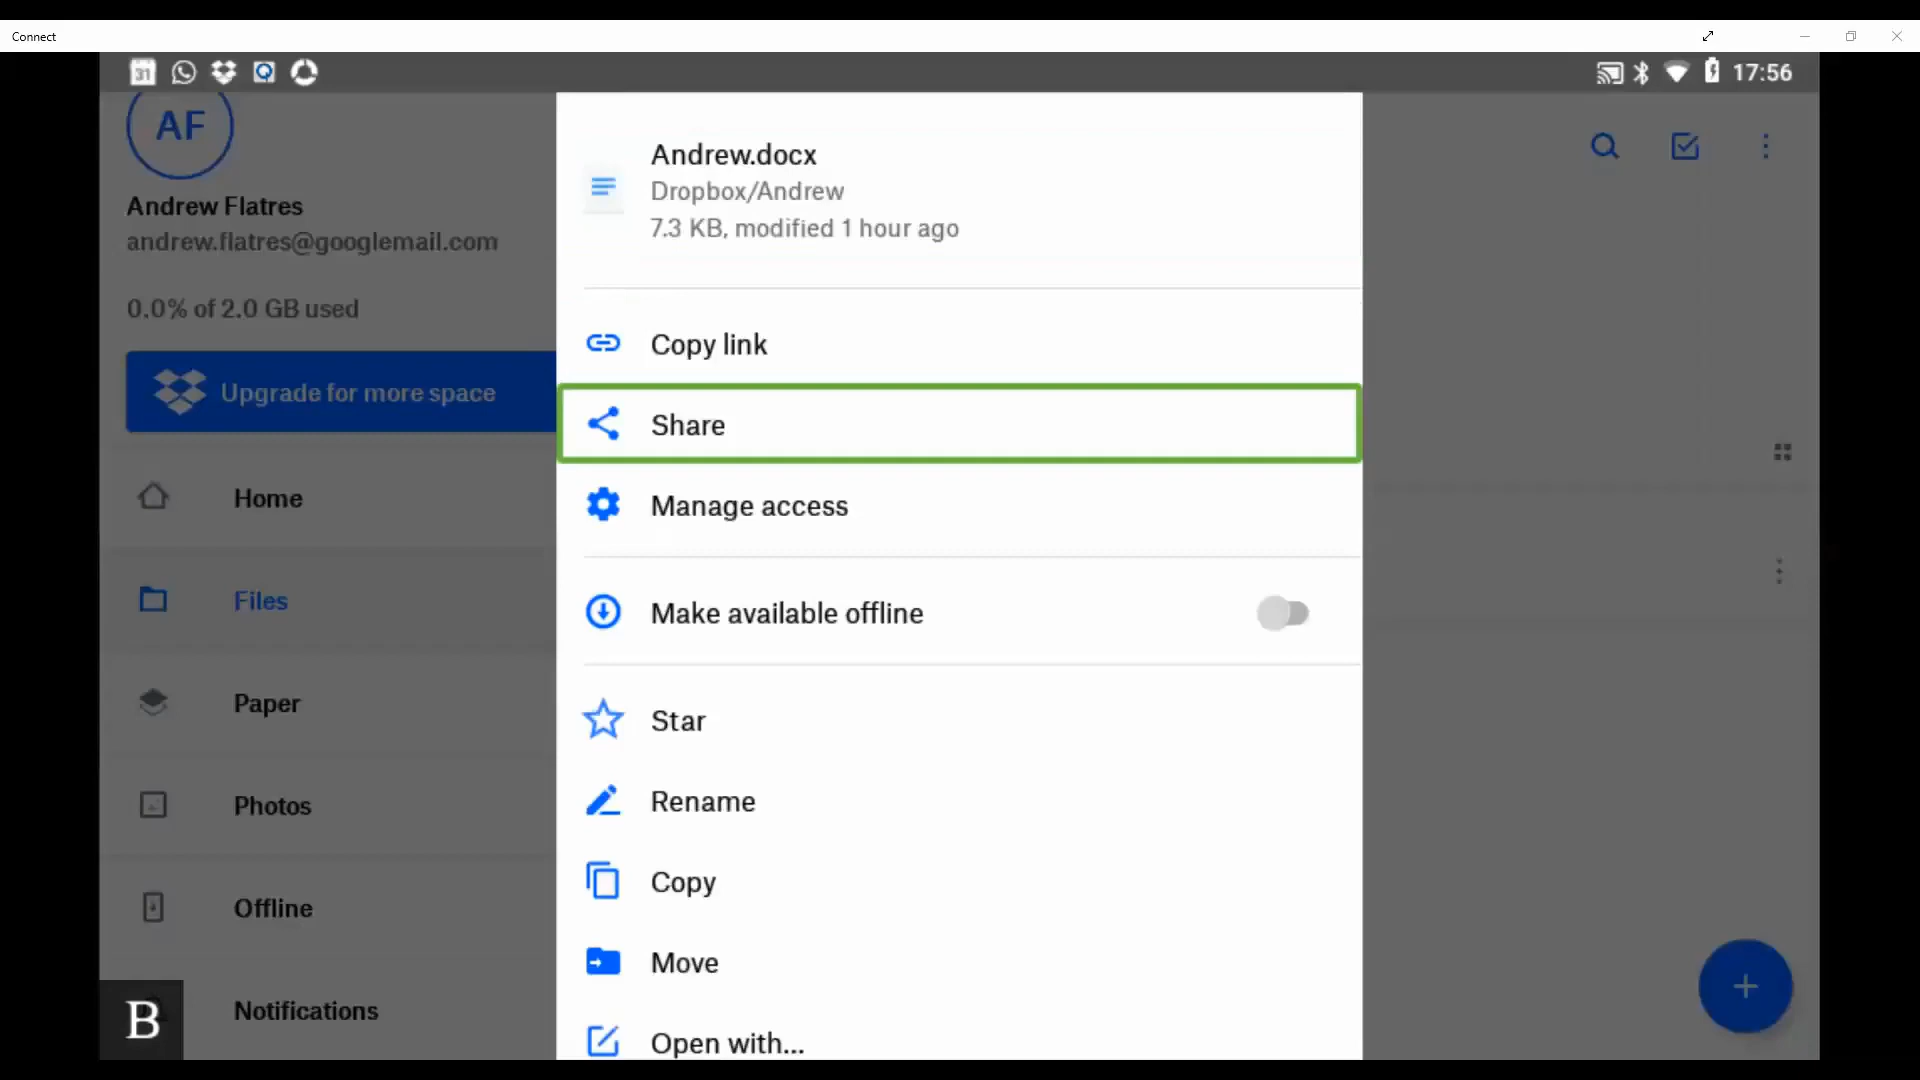 Connect
31
17:56
AF
Andrew Flatres
andrew.flatres@googlemail.com
0.0% of 2.0 GB used
Upgrade for more space
Home
Files
Paper
Photos
Offline
Notifications
B
Andrew.docx
Dropbox/Andrew
7.3 KB, modified 1 hour ago
Copy link
Share
Manage access
Make available offline
Star
Rename
Copy
Move
Open with...